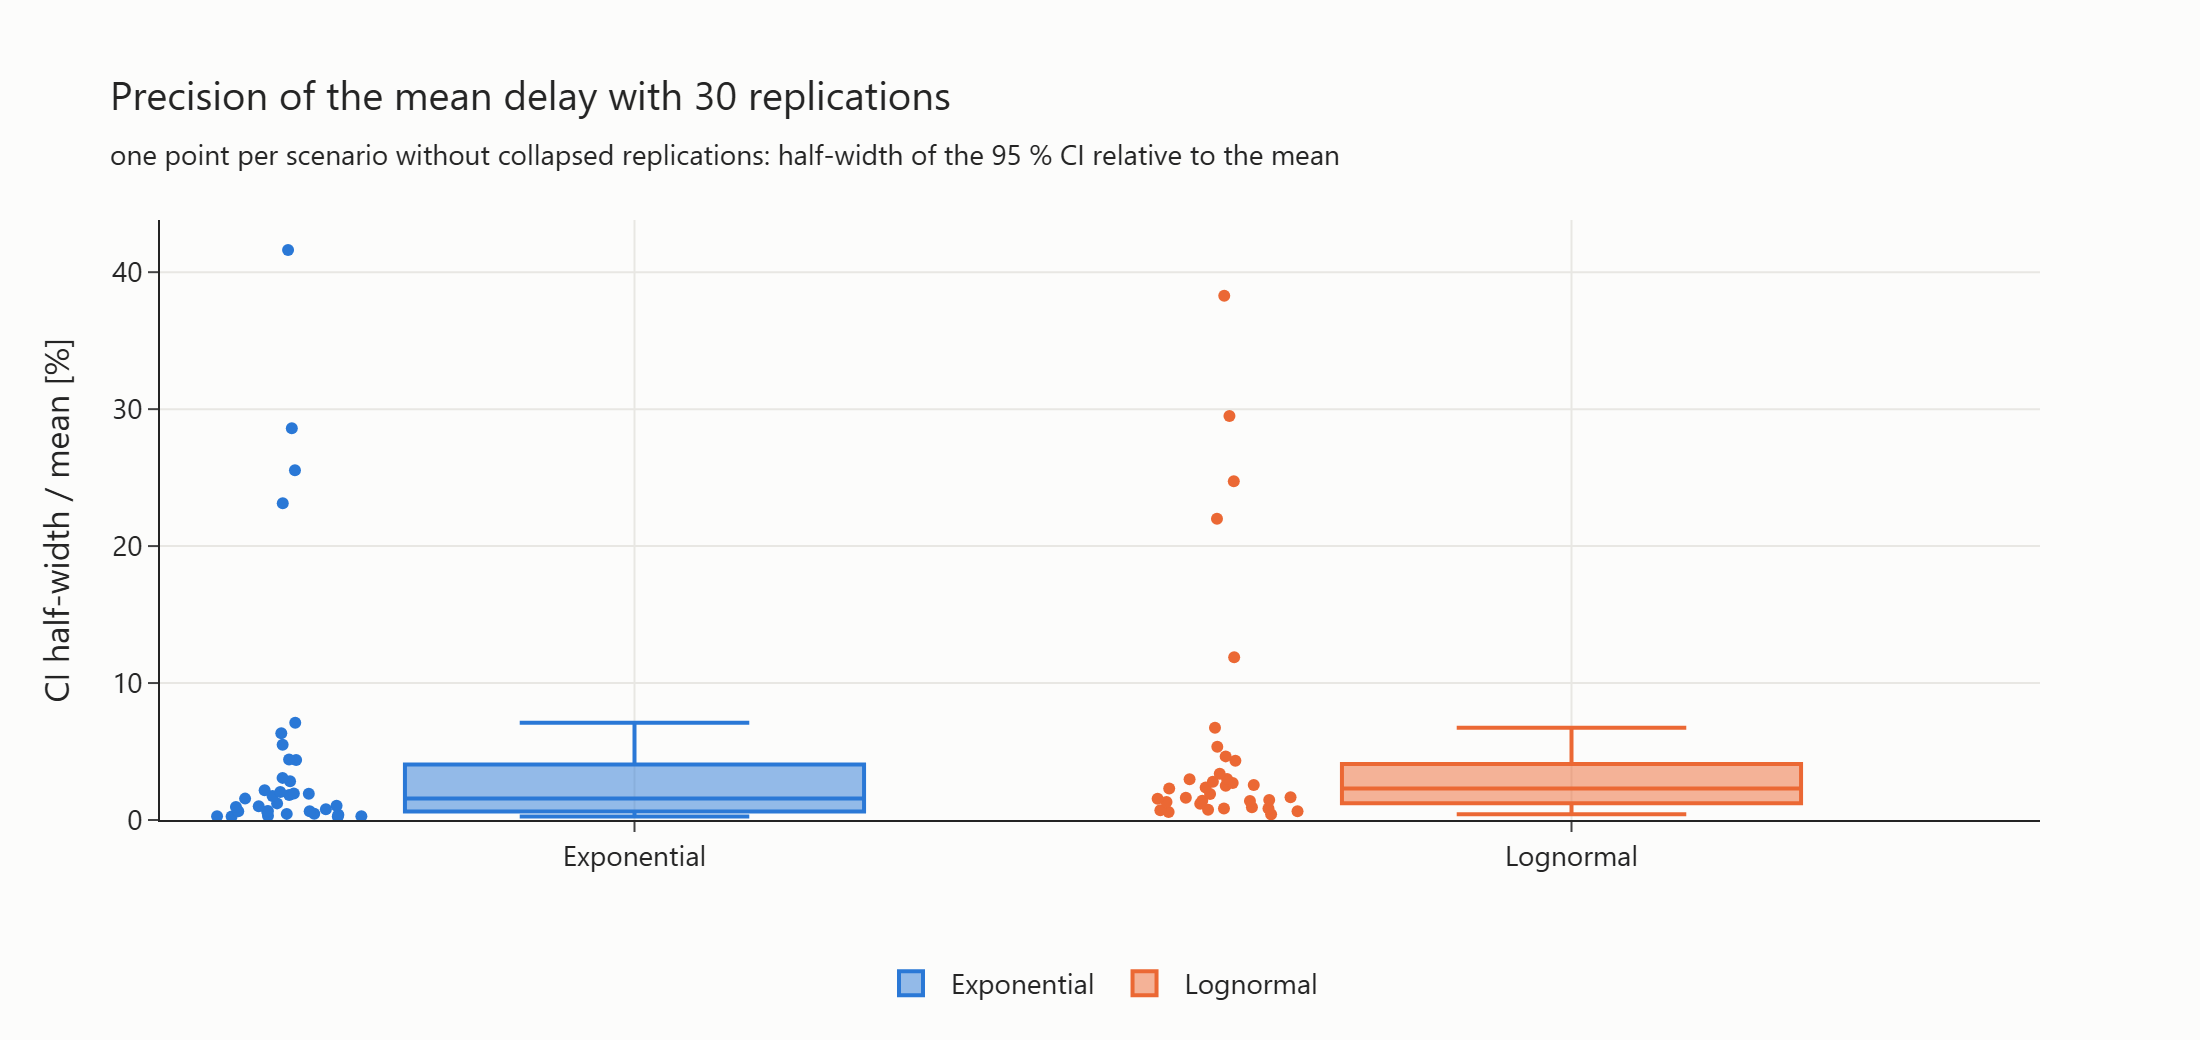 Precision of the mean delay with 30 replications
one point per scenario without collapsed replications: half-width of the 95 % CI relative to the mean
CI half-width / mean [%]
40
30
20
10
0
Exponential
Lognormal
Exponential
Lognormal